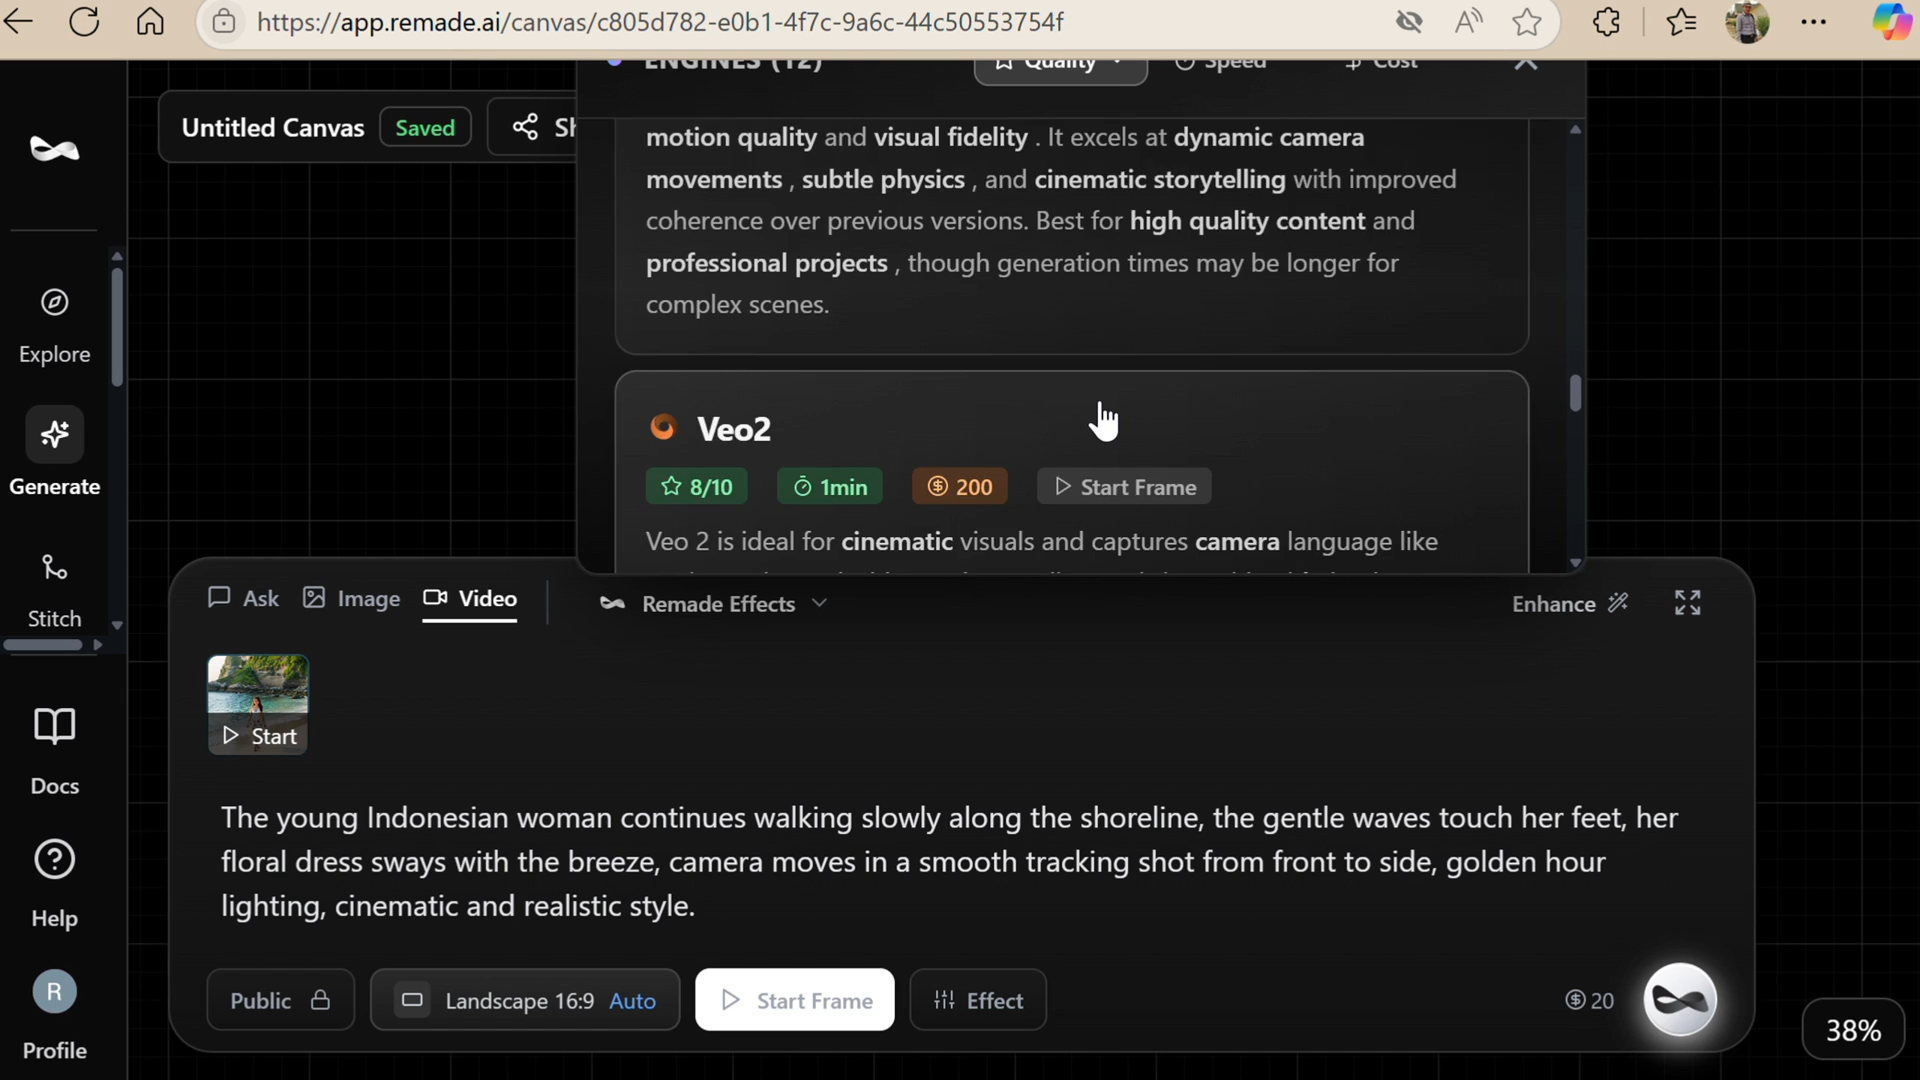 https://app.remade.ai/canvas/c805d782-e0b1-4f7c-9a6c-44c50553754f
ENGINES (12)
Quality
Speed
Cost
Untitled Canvas
Saved
motion quality and visual fidelity . It excels at dynamic camera
movements , subtle physics , and cinematic storytelling with improved
coherence over previous versions. Best for high quality content and
professional projects , though generation times may be longer for
complex scenes.
Veo2
8/10
1min
200
Start Frame
Veo 2 is ideal for cinematic visuals and captures camera language like
Explore
Generate
Stitch
Docs
Help
R
Profile
Ask
Image
Video
Remade Effects
Enhance
Start
The young Indonesian woman continues walking slowly along the shoreline, the gentle waves touch her feet, her
floral dress sways with the breeze, camera moves in a smooth tracking shot from front to side, golden hour
lighting, cinematic and realistic style.
Public
Landscape 16:9 Auto
Start Frame
Effect
20
38%